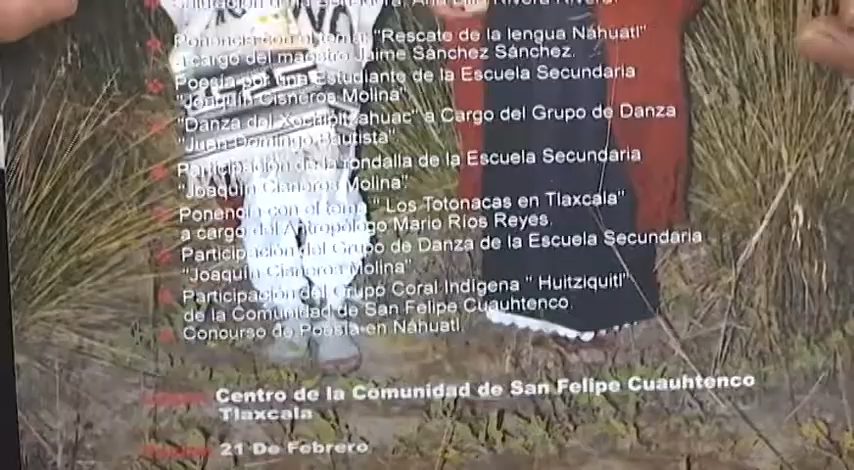 Ponencia con el tema: "Rescate de la lengua Náhuatl"
a cargo del maestro Jaime Sánchez Sánchez.
Poesía por una Estudiante de la Escuela Secundaria
"Joaquín Cisneros Molina"
"Danza del Xochipitzahuac" a Cargo del Grupo de Danza
"Juan Domingo Bautista"
Participación de la rondalla de la Escuela Secundaria
"Joaquín Cisneros Molina".
Ponencia con el tema "Los Totonacas en Tlaxcala"
a cargo del Antropólogo Mario Ríos Reyes.
Participación del Grupo de Danza de la Escuela Secundaria
"Joaquín Cisneros Molina"
Participación del Grupo Coral Indígena " Huitziquitl"
de la Comunidad de San Felipe Cuauhtenco.
Concurso de Poesía en Náhuatl.
Centro de la Comunidad de San Felipe Cuauhtenco
Tlaxcala
21 De Febrero